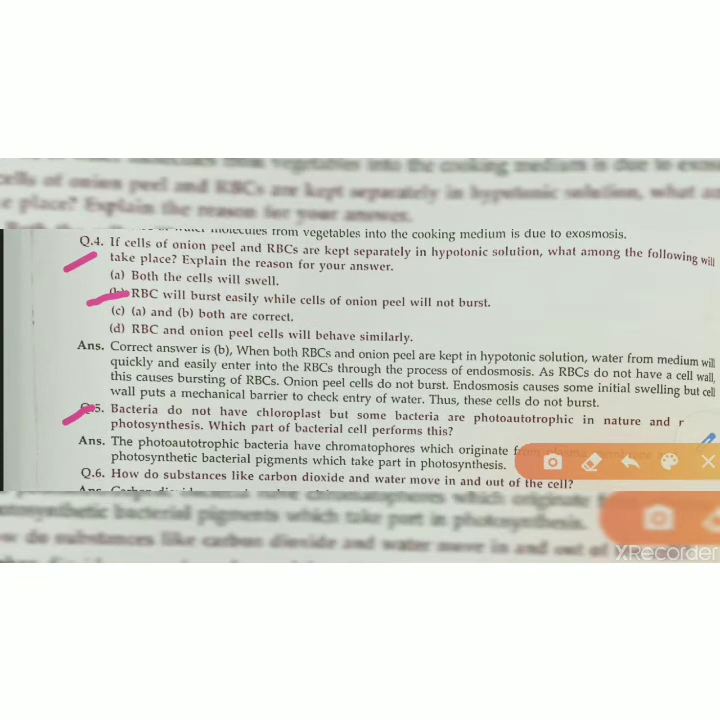 molecules from vegetables into the cooking medium is due to exosmosis.
Q.4. If cells of onion peel and RBCs are kept separately in hypotonic solution, what among the following will
take place? Explain the reason for your answer.
(a) Both the cells will swell.
(b) RBC will burst easily while cells of onion peel will not burst.
(c) (a) and (b) both are correct.
(d) RBC and onion peel cells will behave similarly.
Ans. Correct answer is (b), When both RBCs and onion peel are kept in hypotonic solution, water from medium will
quickly and easily enter into the RBCs through the process of endosmosis. As RBCs do not have a cell wall,
this causes bursting of RBCs. Onion peel cells do not burst. Endosmosis causes some initial swelling but cell
wall puts a mechanical barrier to check entry of water. Thus, these cells do not burst.
Q.5. Bacteria do not have chloroplast but some bacteria are photoautotrophic in nature and
photosynthesis. Which part of bacterial cell performs this?
Ans. The photoautotrophic bacteria have chromatophores which originate
photosynthetic bacterial pigments which take part in photosynthesis.
Q.6. How do substances like carbon dioxide and water move in and out of the cell?
XRecorder